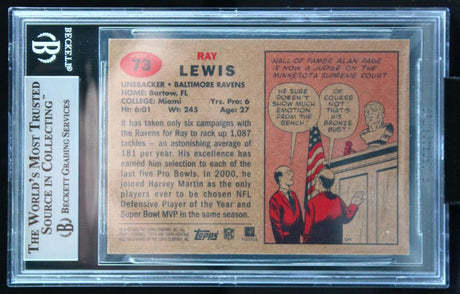 BECKETT
THE WORLD'S MOST TRUSTED
SOURCE IN COLLECTING™
BECKETT GRADING SERVICES
73
RAY
LEWIS
LINEBACKER • BALTIMORE RAVENS
HOME: Bartow, FL
COLLEGE: Miami Yrs. Pro: 6
Ht: 6:01 Wt: 245 Age: 27
It has taken only six campaigns with
the Ravens for Ray to rack up 1,087
tackles – an astonishing average of
181 per year. His excellence has
earned him selection to each of the
last five Pro Bowls. In 2000, he
joined Harvey Martin as the only
players ever to be chosen NFL
Defensive Player of the Year and
Super Bowl MVP in the same season.
Topps
NFL
PLAYERS
HALL OF FAMER ALAN PAGE
IS NOW A JUDGE ON THE
MINNESOTA SUPREME COURT
HE SURE
DOESN'T
SHOW MUCH
EMOTION FROM
THE BENCH!
OF
COURSE
NOT -
THAT'S
HIS
BRONZE
BUST!